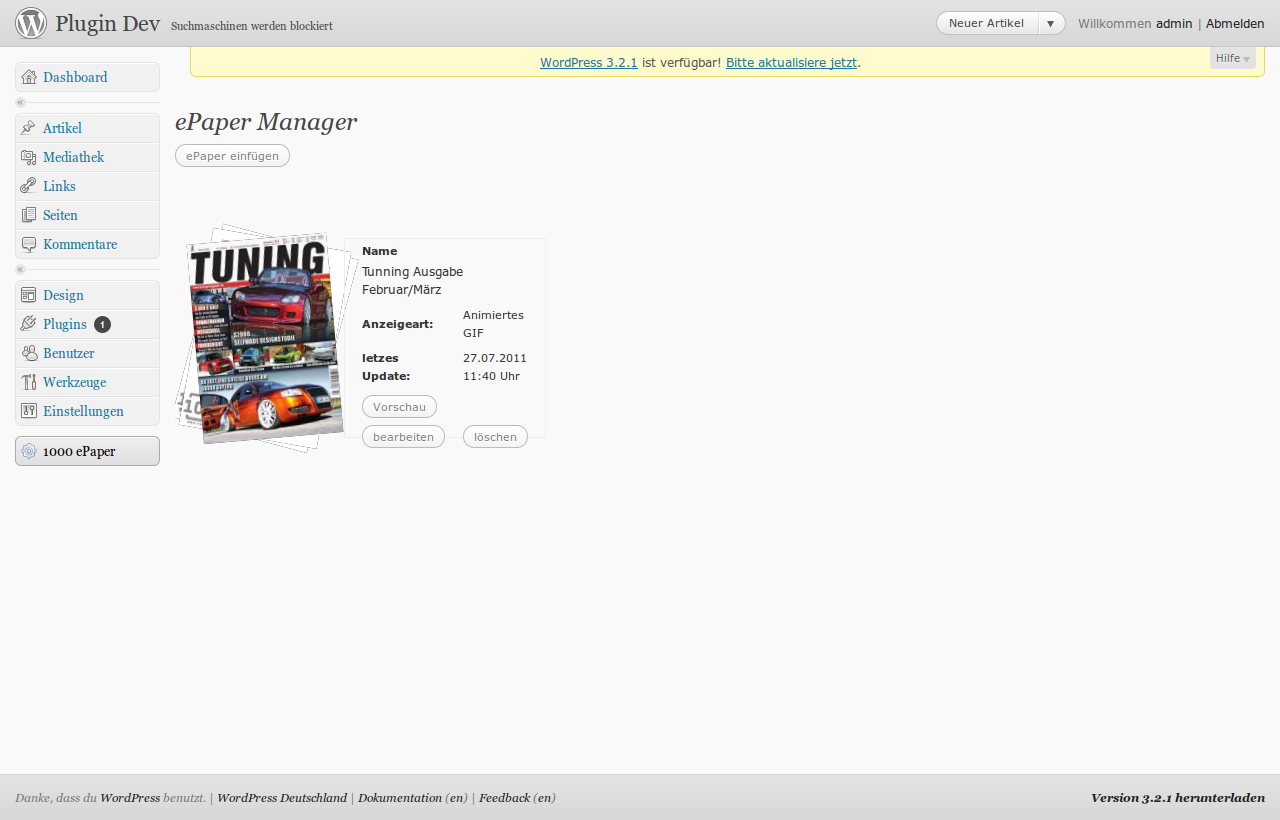 Plugin Dev Suchmaschinen werden blockiert
Neuer Artikel Willkommen admin | Abmelden
WordPress 3.2.1 ist verfügbar! Bitte aktualisiere jetzt.
Hilfe
Dashboard
Artikel
Mediathek
Links
Seiten
Kommentare
Design
Plugins 1
Benutzer
Werkzeuge
Einstellungen
1000 ePaper
ePaper Manager
ePaper einfügen
TUNING
S2000
SELFMADE DESIGNSTUDIE
Name
Tunning Ausgabe
Februar/März
Anzeigeart: Animiertes
GIF
letzes 27.07.2011
Update: 11:40 Uhr
Vorschau
bearbeiten löschen
Danke, dass du WordPress benutzt. | WordPress Deutschland | Dokumentation (en) | Feedback (en)
Version 3.2.1 herunterladen